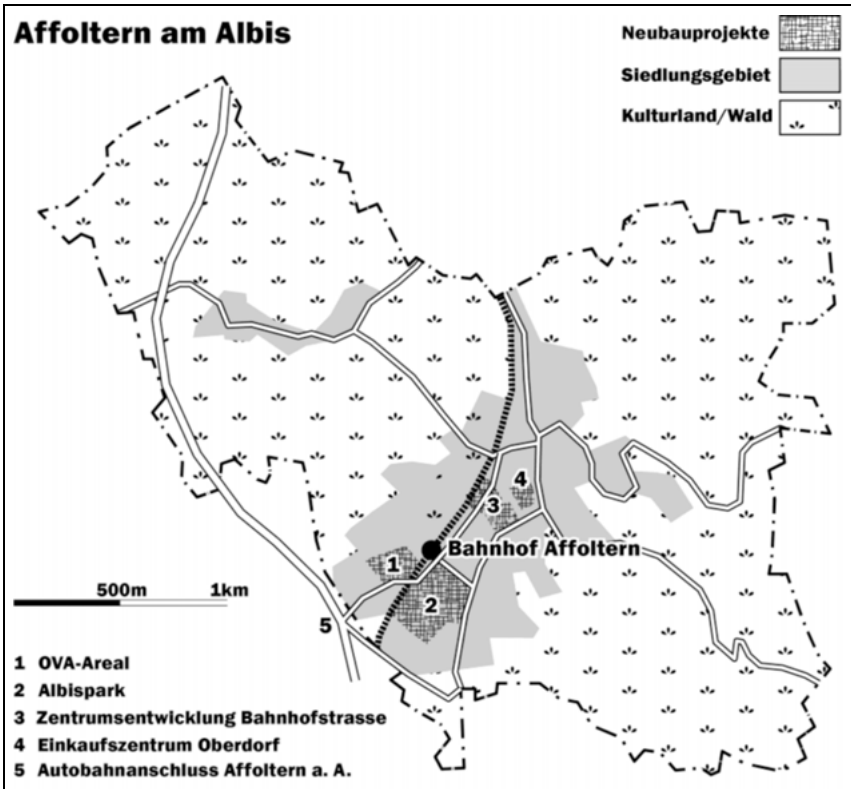 Affoltern am Albis
Neubauprojekte
Siedlungsgebiet
Kulturland/Wald
4
3
Bahnhof Affoltern
1
2
500m 1km
5
1 OVA-Areal
2 Albispark
3 Zentrumsentwicklung Bahnhofstrasse
4 Einkaufszentrum Oberdorf
5 Autobahnanschluss Affoltern a. A.